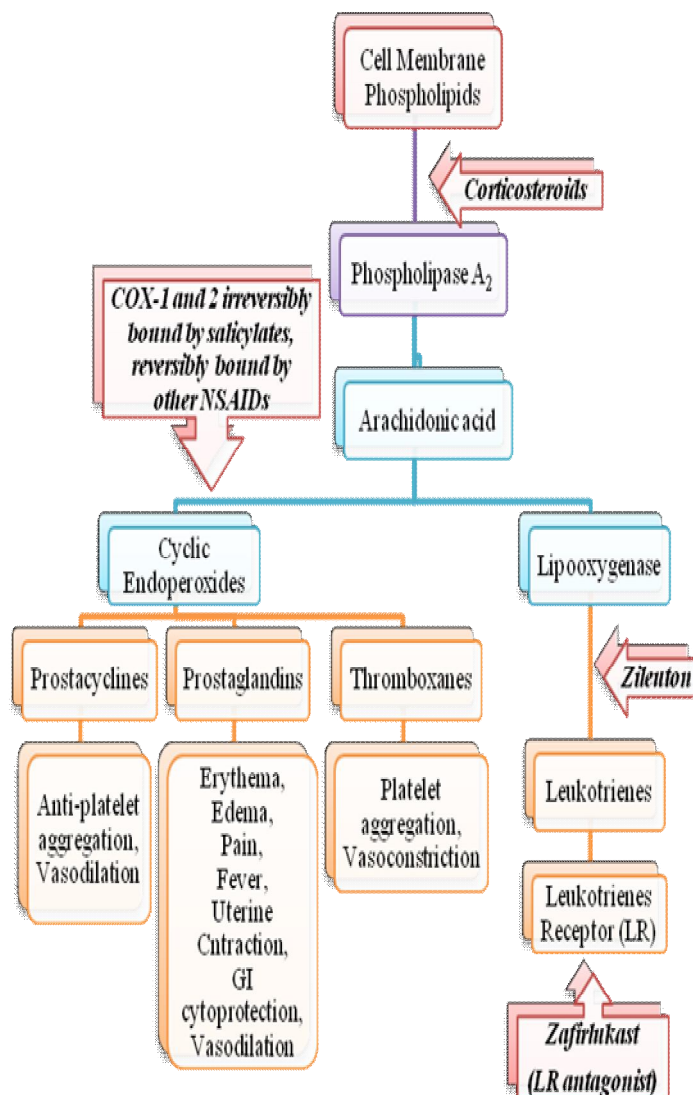 Cell Membrane
Phospholipids
Corticosteroids
Phospholipase A₂
COX-1 and 2 irreversibly
bound by salicylates,
reversibly bound by
other NSAIDs
Arachidonic acid
Cyclic
Endoperoxides
Lipooxygenase
Prostacyclines
Prostaglandins
Thromboxanes
Zilenton
Anti-platelet
aggregation,
Vasodilation
Erythema,
Edema,
Pain,
Fever,
Uterine
Cntraction,
GI
cytoprotection,
Vasodilation
Platelet
aggregation,
Vasoconstriction
Leukotrienes
Leukotrienes
Receptor (LR)
Zafirlukast
(LR antagonist)